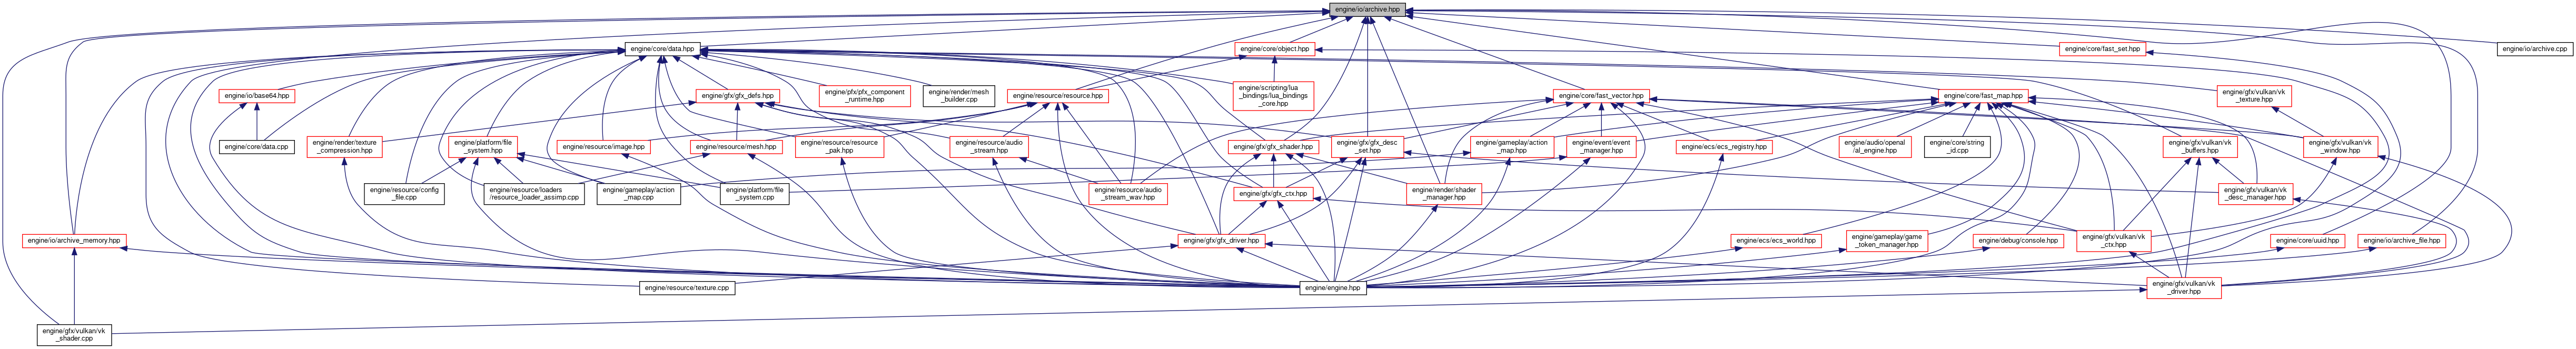 engine/io/archive.hpp
engine/core/data.hpp
engine/core/object.hpp
engine/core/fast_set.hpp
engine/io/archive.cpp
engine/io/base64.hpp
engine/gfx/gfx_defs.hpp
engine/pfx/pfx_component
_runtime.hpp
engine/render/mesh
_builder.cpp
engine/resource/resource.hpp
engine/scripting/lua
_bindings/lua_bindings
_core.hpp
engine/core/fast_vector.hpp
engine/core/fast_map.hpp
engine/gfx/vulkan/vk
_texture.hpp
engine/core/data.cpp
engine/render/texture
_compression.hpp
engine/platform/file
_system.hpp
engine/resource/image.hpp
engine/resource/mesh.hpp
engine/resource/resource
_pak.hpp
engine/resource/audio
_stream.hpp
engine/gfx/gfx_shader.hpp
engine/gfx/gfx_desc
_set.hpp
engine/gameplay/action
_map.hpp
engine/event/event
_manager.hpp
engine/ecs/ecs_registry.hpp
engine/audio/openal
/al_engine.hpp
engine/core/string
_id.cpp
engine/gfx/vulkan/vk
_buffers.hpp
engine/gfx/vulkan/vk
_window.hpp
engine/resource/config
_file.cpp
engine/resource/loaders
/resource_loader_assimp.cpp
engine/gameplay/action
_map.cpp
engine/platform/file
_system.cpp
engine/resource/audio
_stream_wav.hpp
engine/gfx/gfx_ctx.hpp
engine/render/shader
_manager.hpp
engine/gfx/vulkan/vk
_desc_manager.hpp
engine/io/archive_memory.hpp
engine/gfx/gfx_driver.hpp
engine/ecs/ecs_world.hpp
engine/gameplay/game
_token_manager.hpp
engine/debug/console.hpp
engine/gfx/vulkan/vk
_ctx.hpp
engine/core/uuid.hpp
engine/io/archive_file.hpp
engine/resource/texture.cpp
engine/engine.hpp
engine/gfx/vulkan/vk
_driver.hpp
engine/gfx/vulkan/vk
_shader.cpp